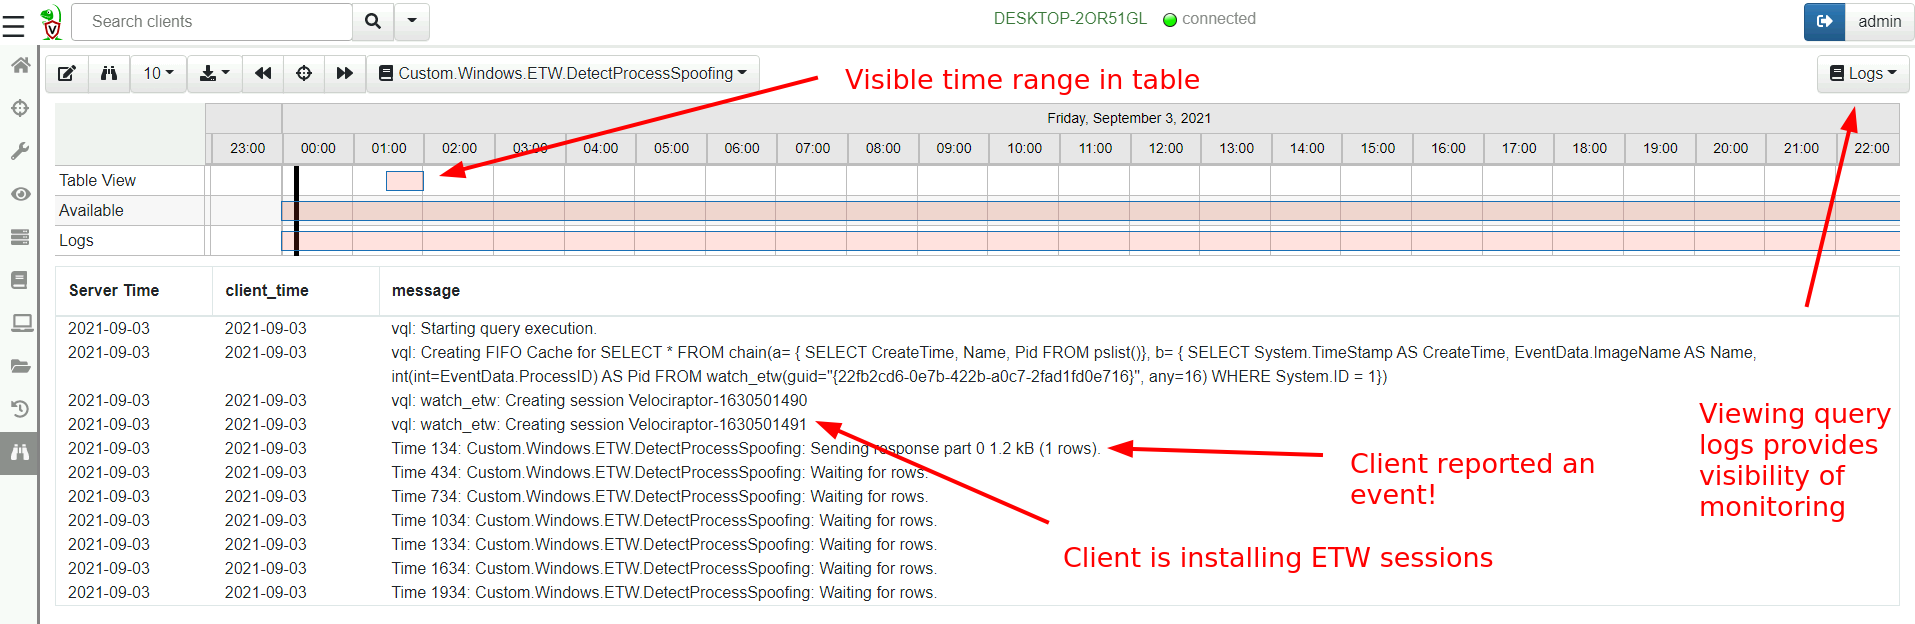 Search clients
DESKTOP-2OR51GL connected
admin
10
Custom.Windows.ETW.DetectProcessSpoofing
Visible time range in table
Logs
Friday, September 3, 2021
23:00 00:00 01:00 02:00 03:00 04:00 05:00 06:00 07:00 08:00 09:00 10:00 11:00 12:00 13:00 14:00 15:00 16:00 17:00 18:00 19:00 20:00 21:00 22:00
Table View
Available
Logs
Server Time client_time message
2021-09-03 2021-09-03 vql: Starting query execution.
2021-09-03 2021-09-03 vql: Creating FIFO Cache for SELECT * FROM chain(a= { SELECT CreateTime, Name, Pid FROM pslist()}, b= { SELECT System.TimeStamp AS CreateTime, EventData.ImageName AS Name,
int(int=EventData.ProcessID) AS Pid FROM watch_etw(guid="{22fb2cd6-0e7b-422b-a0c7-2fad1fd0e716}", any=16) WHERE System.ID = 1})
2021-09-03 2021-09-03 vql: watch_etw: Creating session Velociraptor-1630501490
2021-09-03 2021-09-03 vql: watch_etw: Creating session Velociraptor-1630501491
2021-09-03 2021-09-03 Time 134: Custom.Windows.ETW.DetectProcessSpoofing: Sending response part 0 1.2 kB (1 rows).
2021-09-03 2021-09-03 Time 434: Custom.Windows.ETW.DetectProcessSpoofing: Waiting for rows.
2021-09-03 2021-09-03 Time 734: Custom.Windows.ETW.DetectProcessSpoofing: Waiting for rows.
2021-09-03 2021-09-03 Time 1034: Custom.Windows.ETW.DetectProcessSpoofing: Waiting for rows.
2021-09-03 2021-09-03 Time 1334: Custom.Windows.ETW.DetectProcessSpoofing: Waiting for rows.
2021-09-03 2021-09-03 Time 1634: Custom.Windows.ETW.DetectProcessSpoofing: Waiting for rows.
2021-09-03 2021-09-03 Time 1934: Custom.Windows.ETW.DetectProcessSpoofing: Waiting for rows.
Client reported an
event!
Client is installing ETW sessions
Viewing query
logs provides
visibility of
monitoring